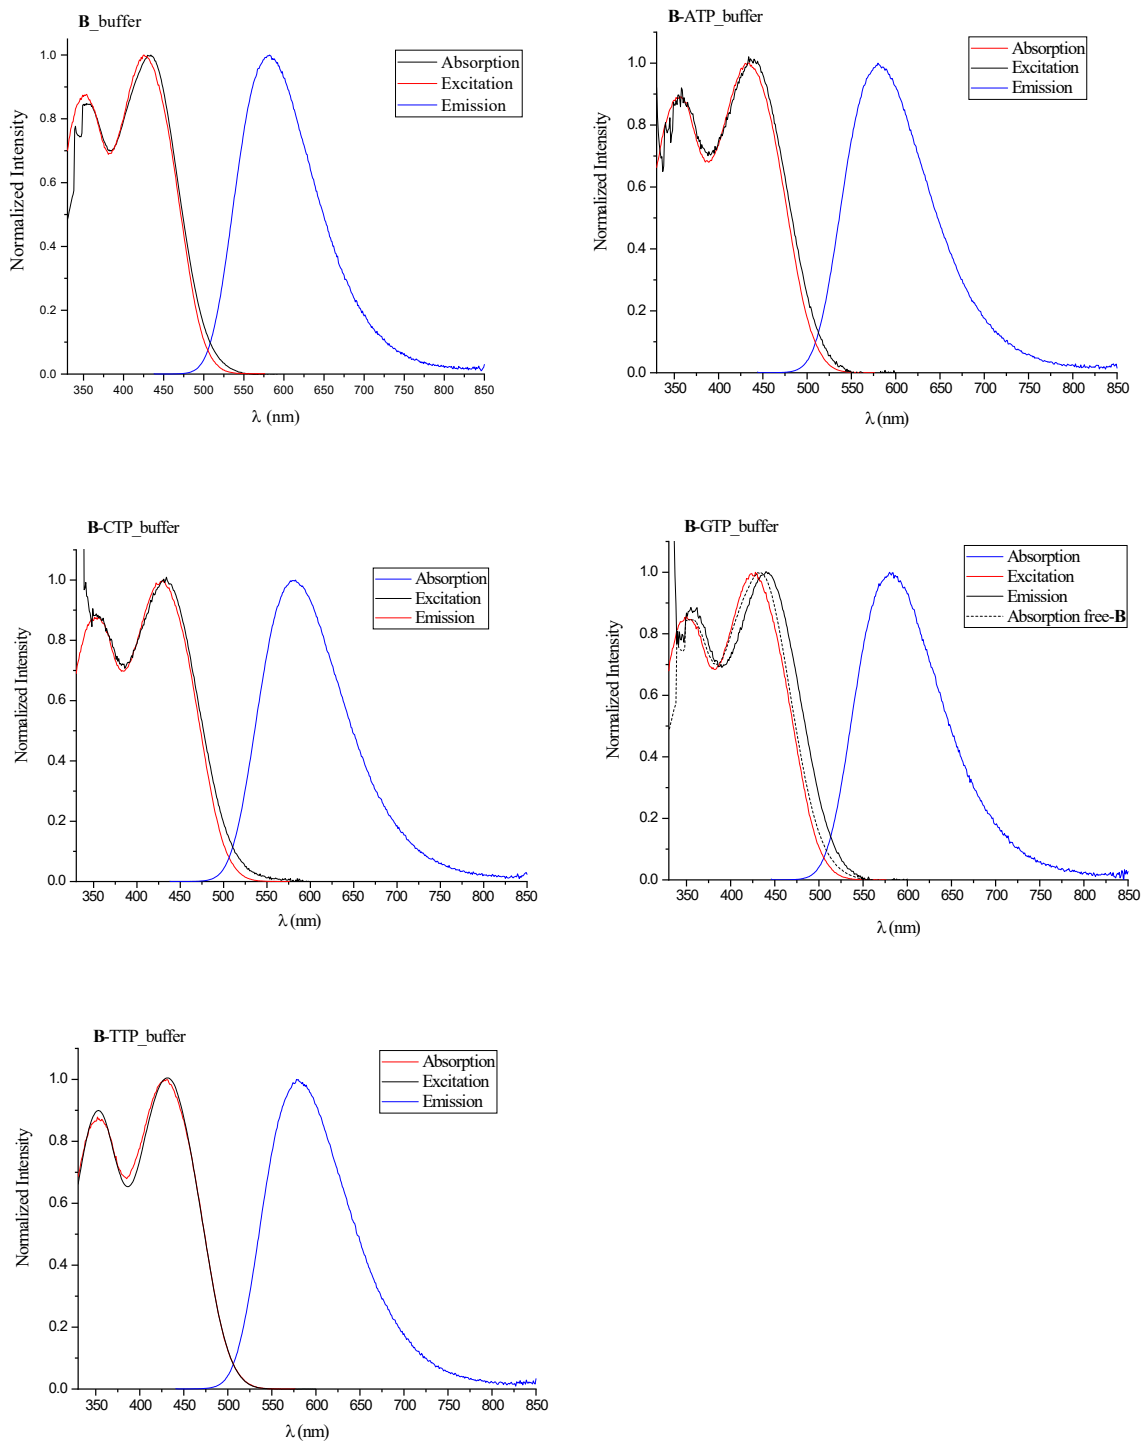 B_buffer
Absorption
Excitation
Emission
Normalized Intensity
1.0
0.8
0.6
0.4
0.2
0.0
350 400 450 500 550 600 650 700 750 800 850
λ (nm)
B-ATP_buffer
Absorption
Excitation
Emission
Normalized Intensity
1.0
0.8
0.6
0.4
0.2
0.0
350 400 450 500 550 600 650 700 750 800 850
λ (nm)
B-CTP_buffer
Absorption
Excitation
Emission
Normalized Intensity
1.0
0.8
0.6
0.4
0.2
0.0
350 400 450 500 550 600 650 700 750 800 850
λ (nm)
B-GTP_buffer
Absorption
Excitation
Emission
Absorption free-B
Normalized Intensity
1.0
0.8
0.6
0.4
0.2
0.0
350 400 450 500 550 600 650 700 750 800 850
λ (nm)
B-TTP_buffer
Absorption
Excitation
Emission
Normalized Intensity
1.0
0.8
0.6
0.4
0.2
0.0
350 400 450 500 550 600 650 700 750 800 850
λ (nm)